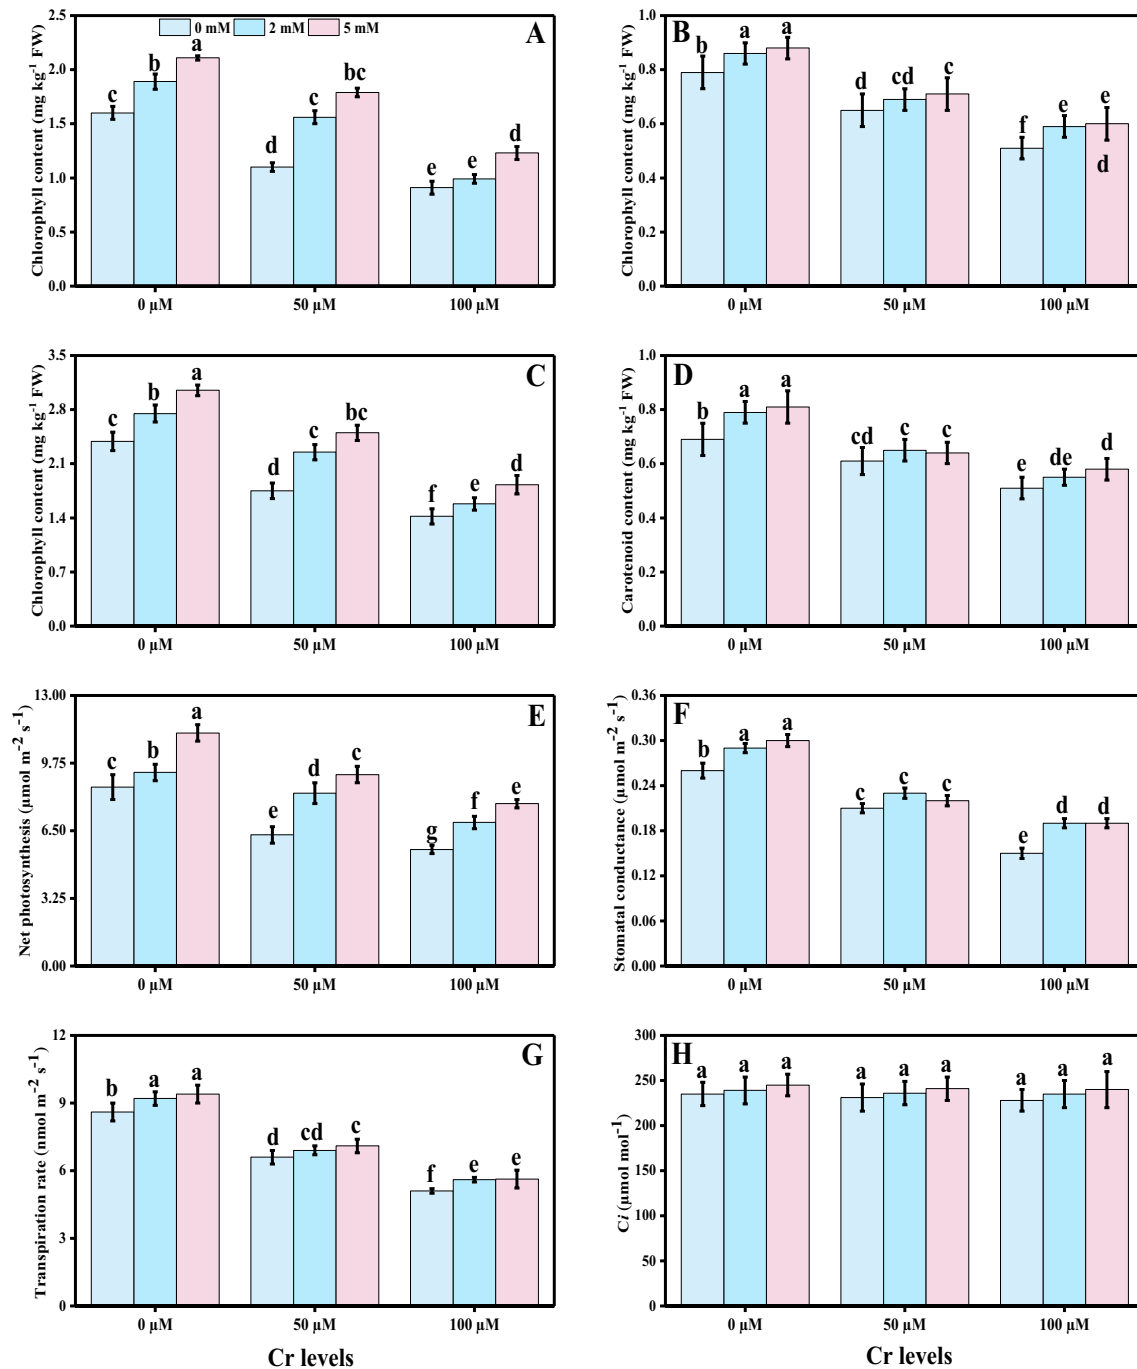 0 mM 2 mM 5 mM
A
Chlorophyll content (mg kg⁻¹ FW)
2.5
2.0
1.5
1.0
0.5
0.0
c b a d c bc e e d
0 µM 50 µM 100 µM
B
Chlorophyll content (mg kg⁻¹ FW)
1.0
0.8
0.6
0.4
0.2
0.0
b a a d cd c f e e
d
0 µM 50 µM 100 µM
C
Chlorophyll content (mg kg⁻¹ FW)
3.5
2.8
2.1
1.4
0.7
0.0
c b a d c bc f e d
0 µM 50 µM 100 µM
D
Carotenoid content (mg kg⁻¹ FW)
1.0
0.8
0.6
0.4
0.2
0.0
b a a cd c c e de d
0 µM 50 µM 100 µM
E
Net photosynthesis (µmol m⁻² s⁻¹)
13.00
9.75
6.50
3.25
0.00
c b a e d c g f e
0 µM 50 µM 100 µM
F
Stomatal conductance (µmol m⁻² s⁻¹)
0.36
0.30
0.24
0.18
0.12
0.06
0.00
b a a c c c e d d
0 µM 50 µM 100 µM
G
Transpiration rate (nmol m⁻² s⁻¹)
12
9
6
3
0
b a a d cd c f e e
0 µM 50 µM 100 µM
Cr levels
H
Ci (µmol mol⁻¹)
300
250
200
150
100
50
0
a a a a a a a a a
0 µM 50 µM 100 µM
Cr levels